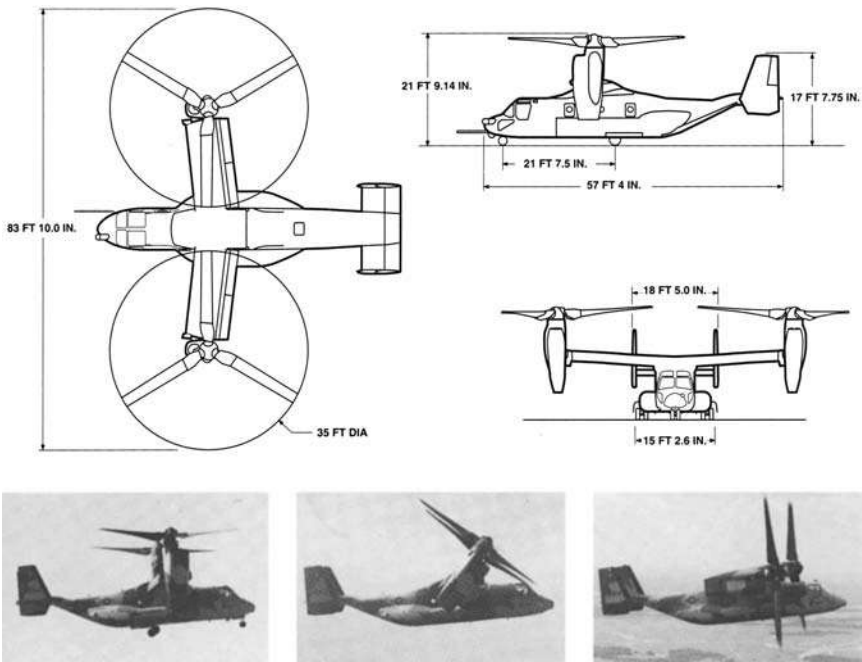 21 FT 9.14 IN.
17 FT 7.75 IN.
21 FT 7.5 IN.
57 FT 4 IN.
83 FT 10.0 IN.
18 FT 5.0 IN.
35 FT DIA
15 FT 2.6 IN.